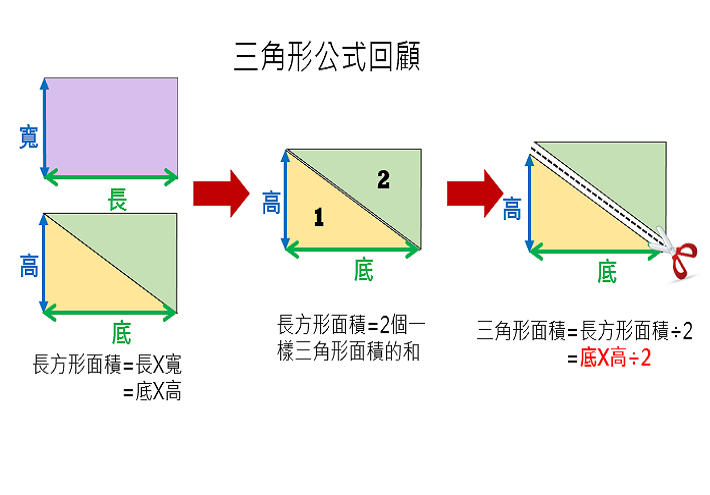 三角形公式回顧
寬
長
高
底
長方形面積=長X寬
=底X高
高
1
2
底
長方形面積=2個一
樣三角形面積的和
高
底
三角形面積=長方形面積÷2
=底X高÷2